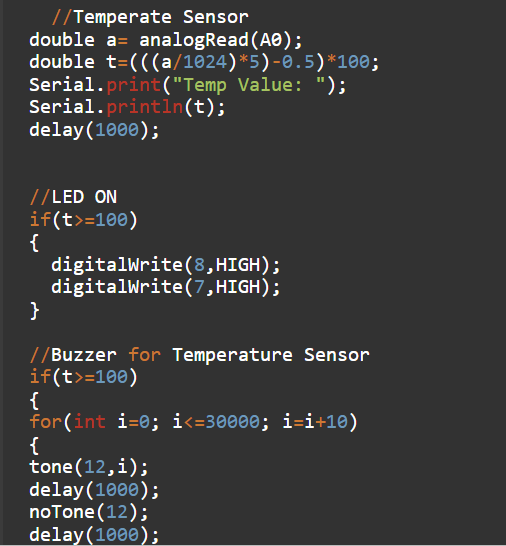 //Temperate Sensor
double a= analogRead(A0);
double t=(((a/1024)*5)-0.5)*100;
Serial.print("Temp Value: ");
Serial.println(t);
delay(1000);
//LED ON
if(t>=100)
{
digitalWrite(8,HIGH);
digitalWrite(7,HIGH);
}
//Buzzer for Temperature Sensor
if(t>=100)
{
for(int i=0; i<=30000; i=i+10)
{
tone(12,i);
delay(1000);
noTone(12);
delay(1000);